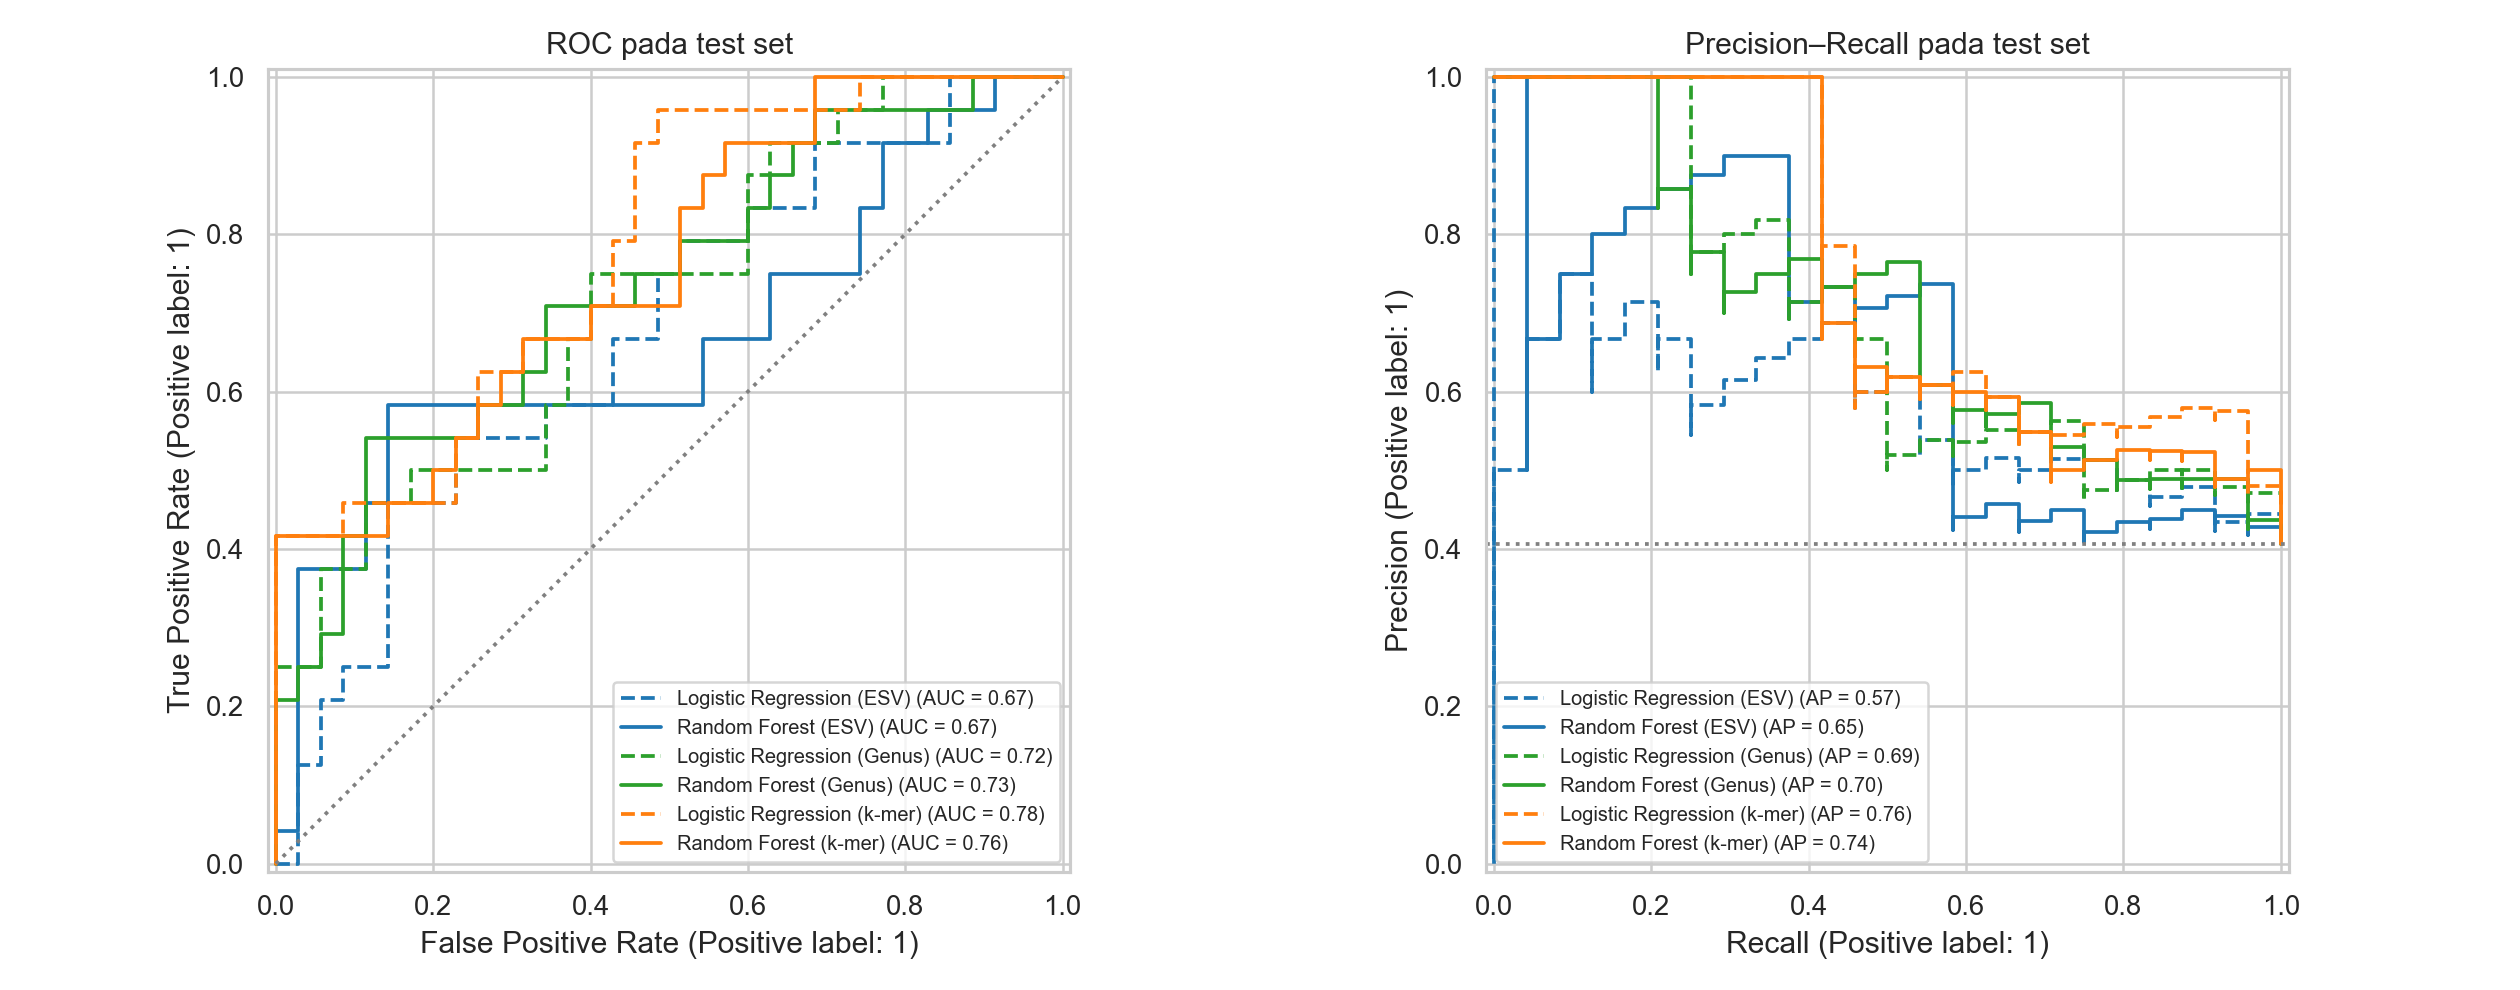 ROC pada test set
True Positive Rate (Positive label: 1)
1.0
0.8
0.6
0.4
0.2
0.0
Logistic Regression (ESV) (AUC = 0.67)
Random Forest (ESV) (AUC = 0.67)
Logistic Regression (Genus) (AUC = 0.72)
Random Forest (Genus) (AUC = 0.73)
Logistic Regression (k-mer) (AUC = 0.78)
Random Forest (k-mer) (AUC = 0.76)
0.0 0.2 0.4 0.6 0.8 1.0
False Positive Rate (Positive label: 1)
Precision–Recall pada test set
Precision (Positive label: 1)
1.0
0.8
0.6
0.4
0.2
0.0
Logistic Regression (ESV) (AP = 0.57)
Random Forest (ESV) (AP = 0.65)
Logistic Regression (Genus) (AP = 0.69)
Random Forest (Genus) (AP = 0.70)
Logistic Regression (k-mer) (AP = 0.76)
Random Forest (k-mer) (AP = 0.74)
0.0 0.2 0.4 0.6 0.8 1.0
Recall (Positive label: 1)